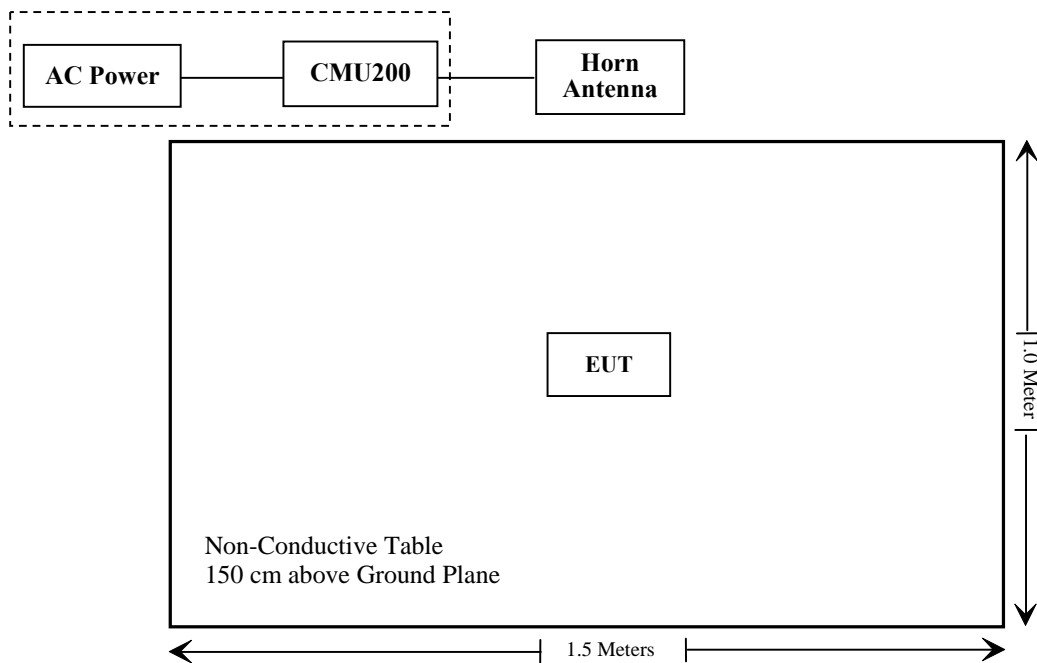 AC Power
CMU200
Horn
Antenna
EUT
1.0 Meter
Non-Conductive Table
150 cm above Ground Plane
1.5 Meters